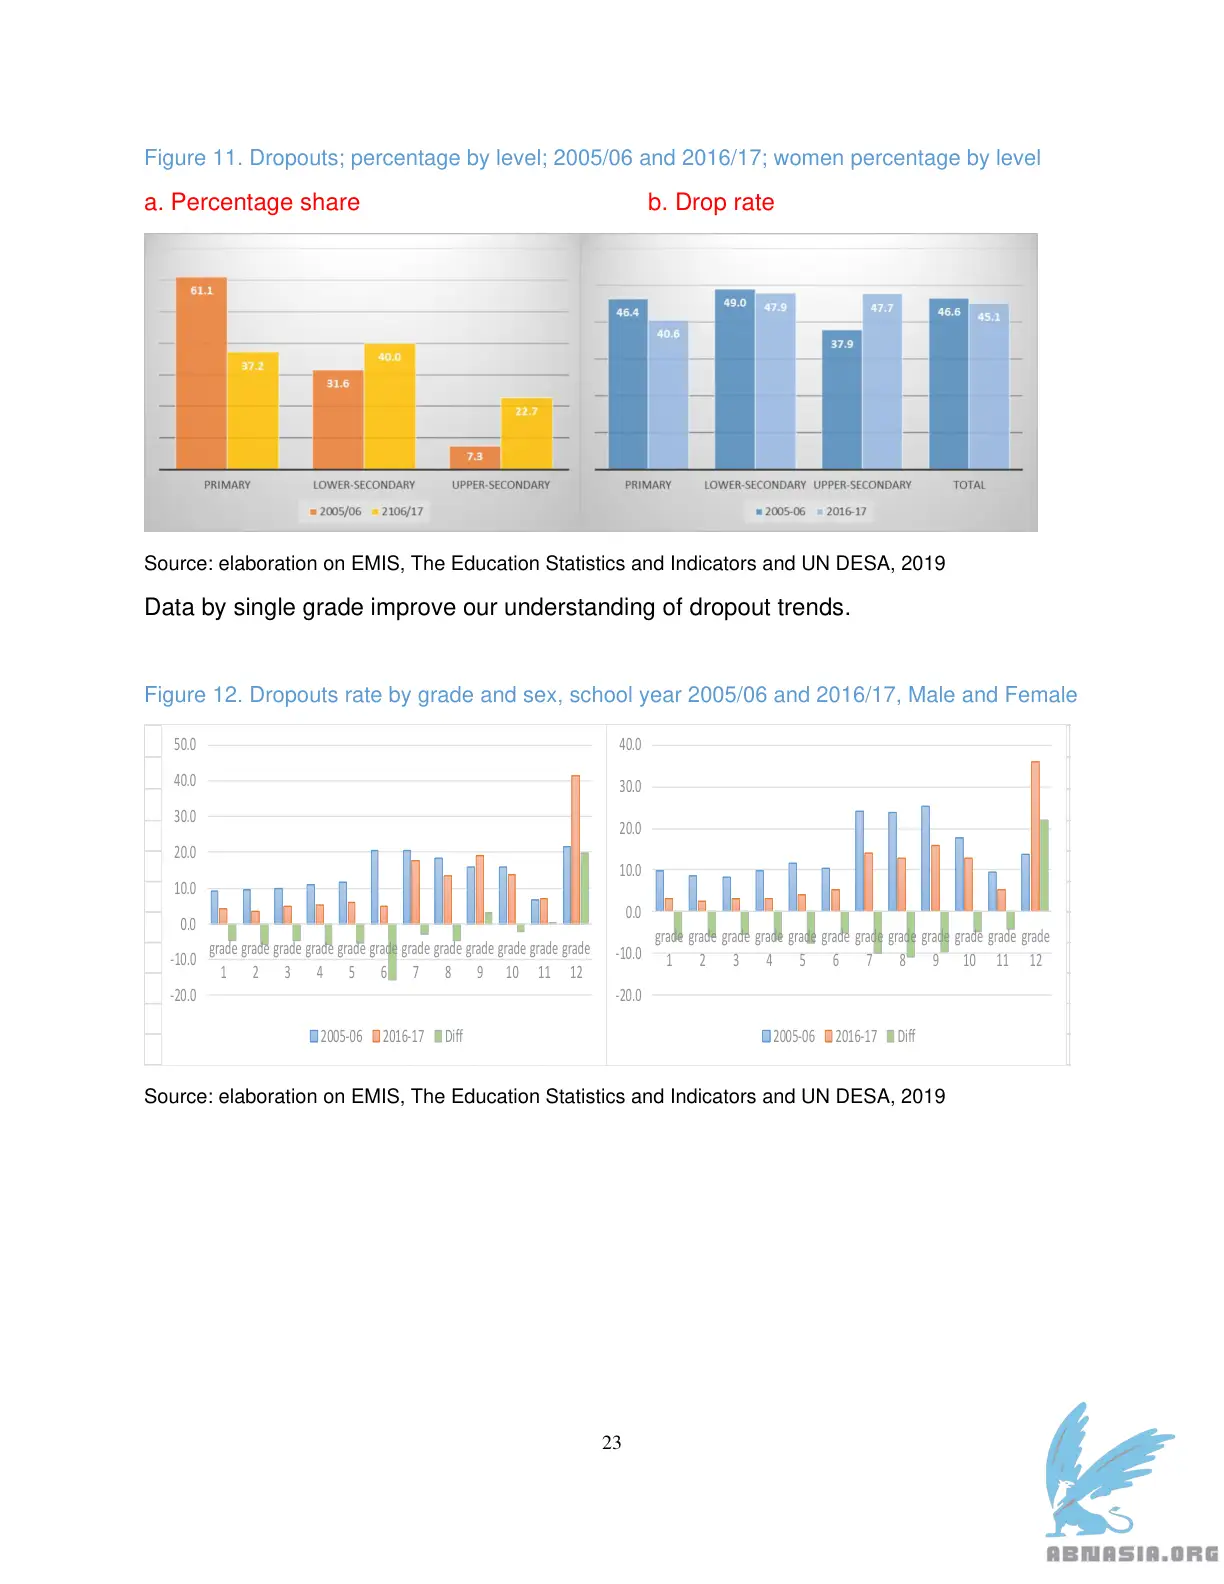 Figure 11. Dropouts; percentage by level; 2005/06 and 2016/17; women percentage by level
a. Percentage share b. Drop rate
61.1
37.2
31.6
40.0
7.3
22.7
PRIMARY LOWER-SECONDARY UPPER-SECONDARY
2005/06 2106/17
46.4
40.6
49.0
47.9
37.9
47.7
46.6
45.1
PRIMARY LOWER-SECONDARY UPPER-SECONDARY TOTAL
2005-06 2016-17
Source: elaboration on EMIS, The Education Statistics and Indicators and UN DESA, 2019
Data by single grade improve our understanding of dropout trends.
Figure 12. Dropouts rate by grade and sex, school year 2005/06 and 2016/17, Male and Female
50.0
40.0
30.0
20.0
10.0
0.0
-10.0
-20.0
grade grade grade grade grade grade grade grade grade grade grade grade
1 2 3 4 5 6 7 8 9 10 11 12
2005-06 2016-17 Diff
40.0
30.0
20.0
10.0
0.0
-10.0
-20.0
grade grade grade grade grade grade grade grade grade grade grade grade
1 2 3 4 5 6 7 8 9 10 11 12
2005-06 2016-17 Diff
Source: elaboration on EMIS, The Education Statistics and Indicators and UN DESA, 2019
23
ABNASIA.ORG